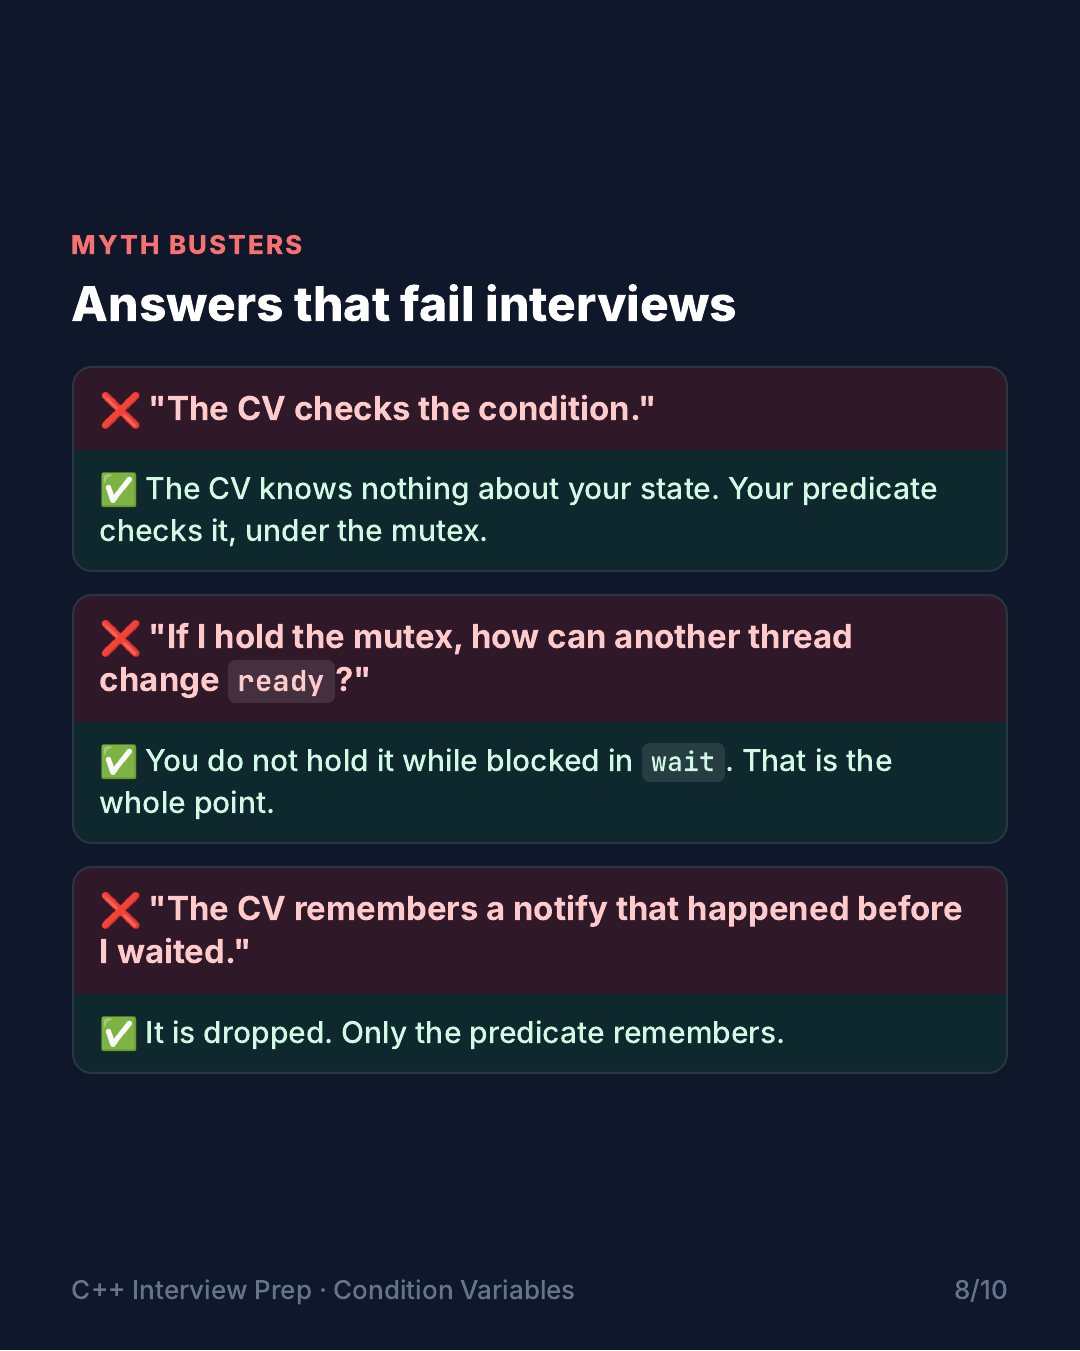 MYTH BUSTERS
Answers that fail interviews
❌ "The CV checks the condition."
✅ The CV knows nothing about your state. Your predicate
checks it, under the mutex.
❌ "If I hold the mutex, how can another thread
change ready?"
✅ You do not hold it while blocked in wait. That is the
whole point.
❌ "The CV remembers a notify that happened before
I waited."
✅ It is dropped. Only the predicate remembers.
C++ Interview Prep · Condition Variables
8/10